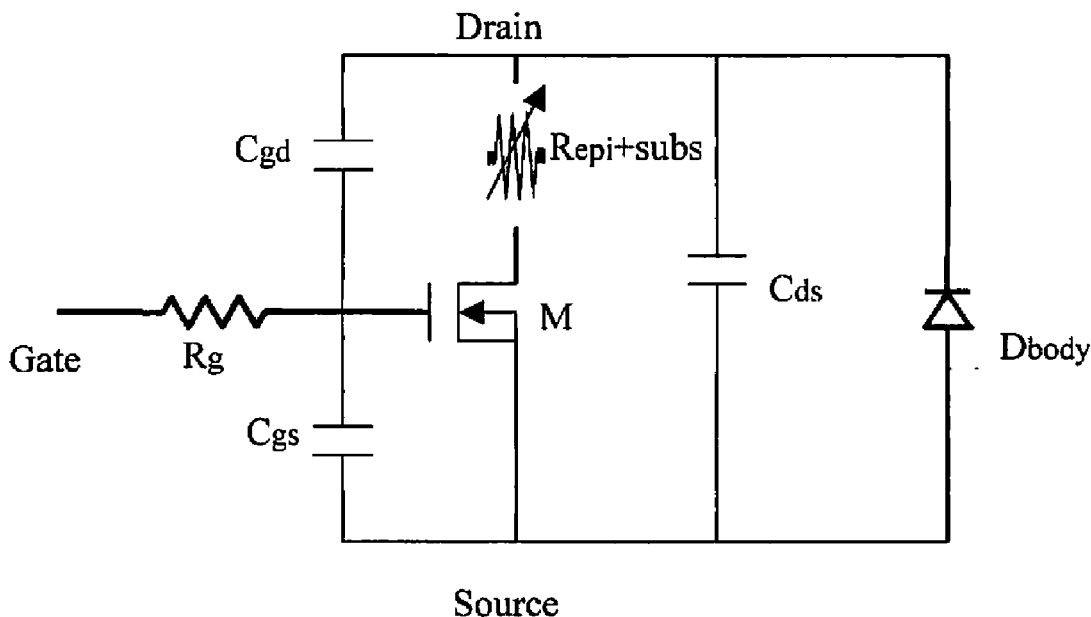 Drain
Cgd
Repi+subs
Cds
M
Rg
Gate
Dbody
Cgs
Source